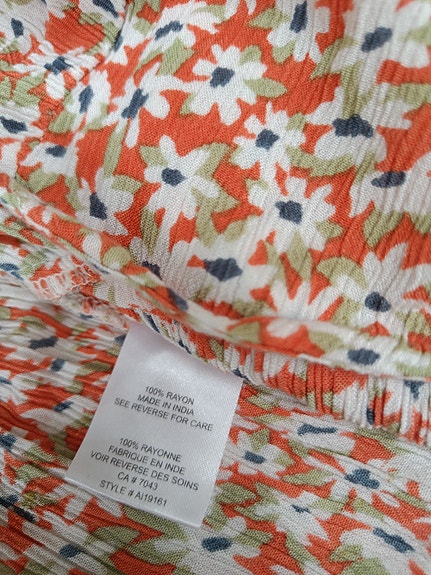 100% RAYON
MADE IN INDIA
SEE REVERSE FOR CARE
100% RAYONNE
FABRIQUE EN INDE
VOIR REVERSE DES SOINS
CA # 7043
STYLE # AI19161